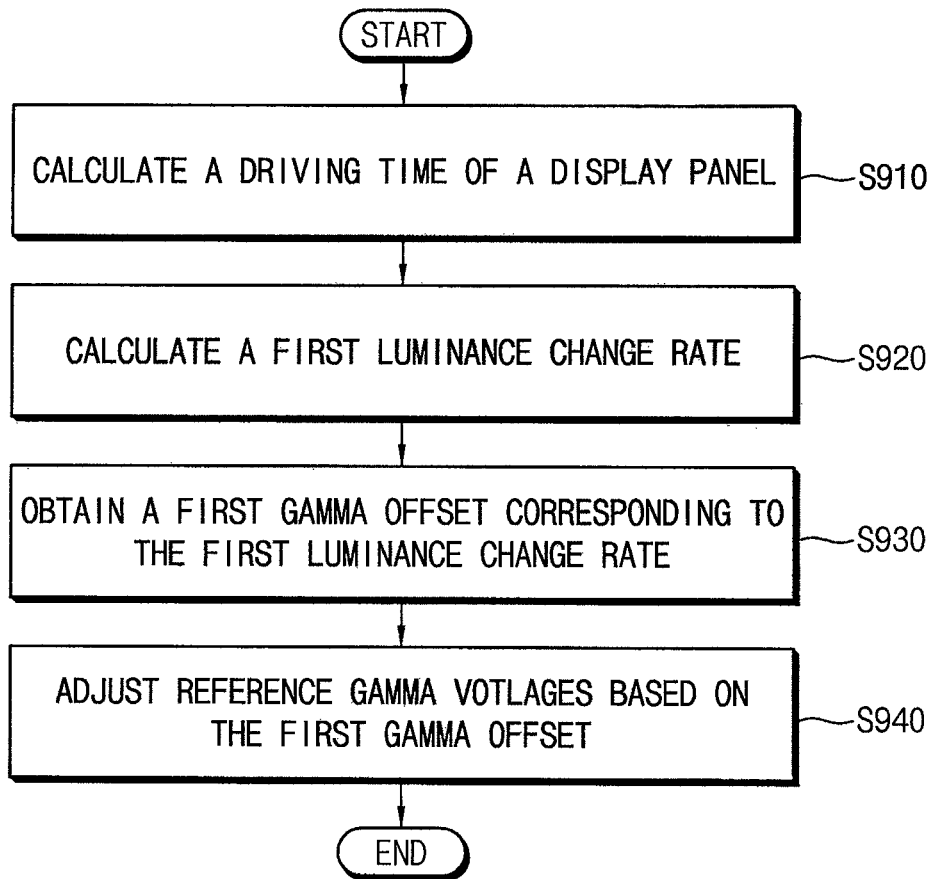 START
CALCULATE A DRIVING TIME OF A DISPLAY PANEL
S910
CALCULATE A FIRST LUMINANCE CHANGE RATE
S920
OBTAIN A FIRST GAMMA OFFSET CORRESPONDING TO
THE FIRST LUMINANCE CHANGE RATE
S930
ADJUST REFERENCE GAMMA VOTLAGES BASED ON
THE FIRST GAMMA OFFSET
S940
END